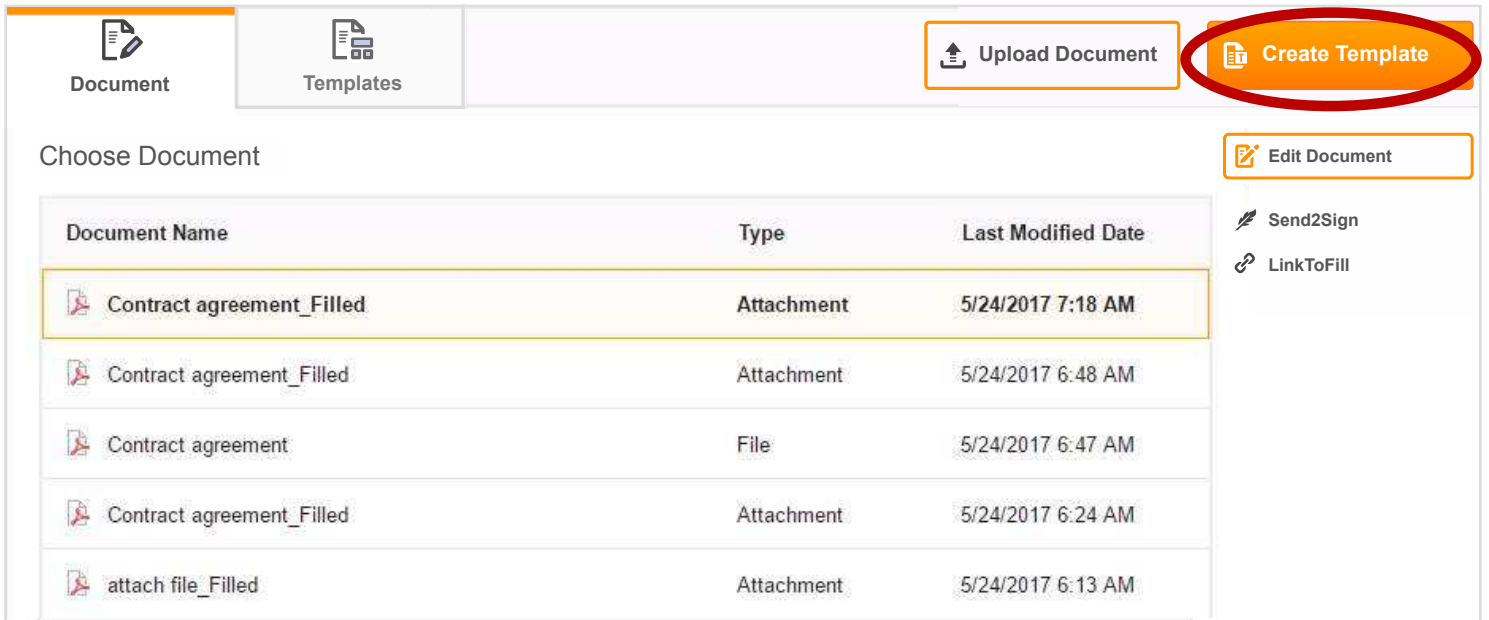 Document
Templates
Upload Document
Create Template
Choose Document
Edit Document
Send2Sign
LinkToFill
Document Name Type Last Modified Date
Contract agreement_Filled Attachment 5/24/2017 7:18 AM
Contract agreement_Filled Attachment 5/24/2017 6:48 AM
Contract agreement File 5/24/2017 6:47 AM
Contract agreement_Filled Attachment 5/24/2017 6:24 AM
attach file_Filled Attachment 5/24/2017 6:13 AM